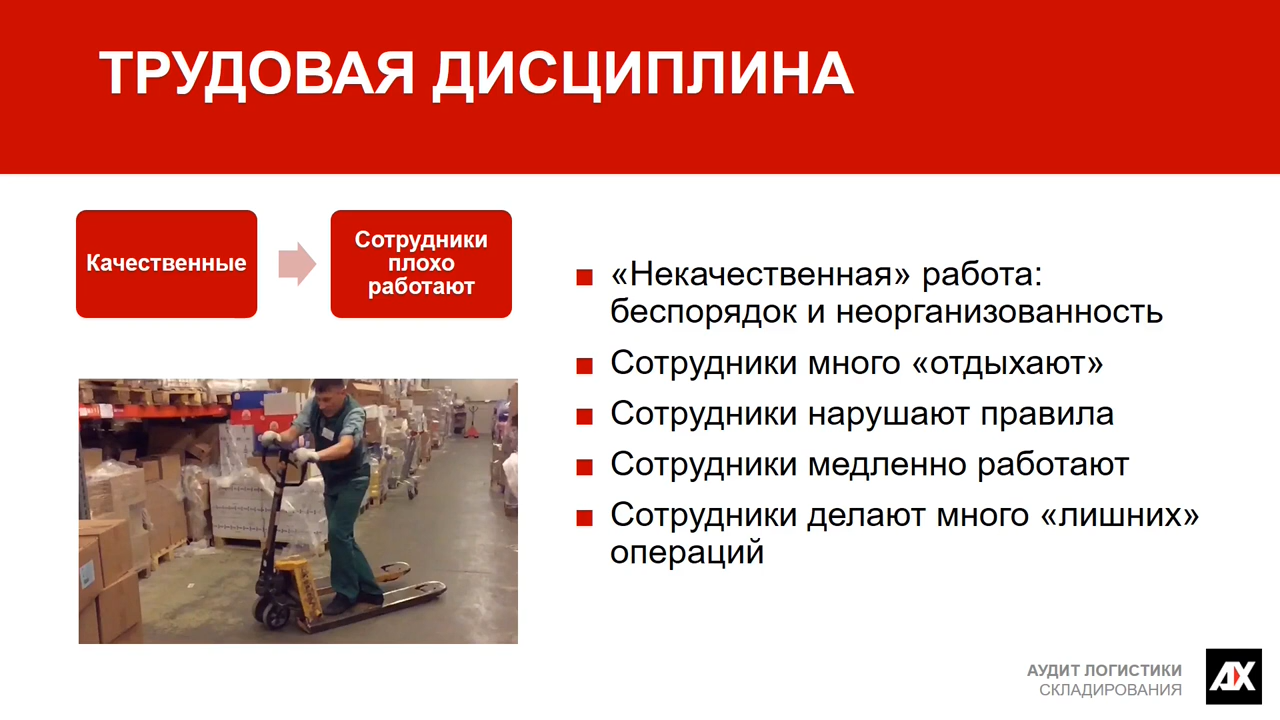 ТРУДОВАЯ ДИСЦИПЛИНА
Качественные
Сотрудники
плохо
работают
«Некачественная» работа:
беспорядок и неорганизованность
Сотрудники много «отдыхают»
Сотрудники нарушают правила
Сотрудники медленно работают
Сотрудники делают много «лишних»
операций
АУДИТ ЛОГИСТИКИ
СКЛАДИРОВАНИЯ